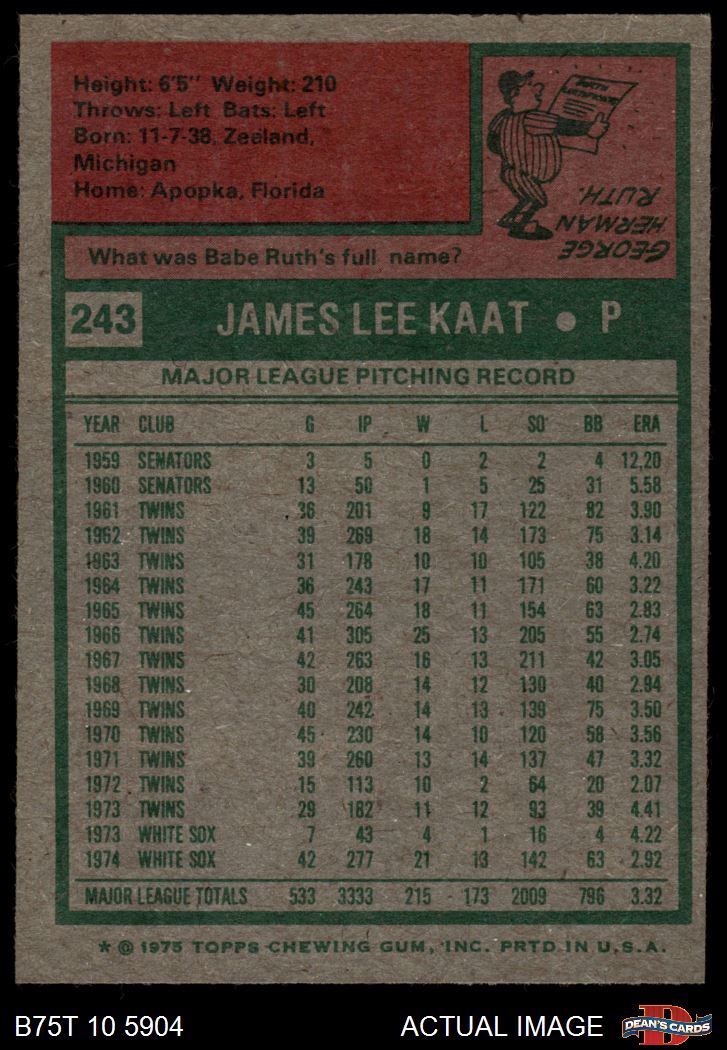 Height: 6'5" Weight: 210
Throws: Left Bats: Left
Born: 11-7-38, Zeeland,
Michigan
Home: Apopka, Florida
BIRTH CERTIFICATE
GEORGE
HERMAN
RUTH.
What was Babe Ruth's full name?
243 JAMES LEE KAAT • P
MAJOR LEAGUE PITCHING RECORD
YEAR CLUB G IP W L SO BB ERA
1959 SENATORS 3 5 0 2 2 4 12.20
1960 SENATORS 13 50 1 5 25 31 5.58
1961 TWINS 36 201 9 17 122 82 3.90
1962 TWINS 39 269 18 14 173 75 3.14
1963 TWINS 31 178 10 10 105 38 4.20
1964 TWINS 36 243 17 11 171 60 3.22
1965 TWINS 45 264 18 11 154 63 2.83
1966 TWINS 41 305 25 13 205 55 2.74
1967 TWINS 42 263 16 13 211 42 3.05
1968 TWINS 30 208 14 12 130 40 2.94
1969 TWINS 40 242 14 13 139 75 3.50
1970 TWINS 45 230 14 10 120 58 3.56
1971 TWINS 39 260 13 14 137 47 3.32
1972 TWINS 15 113 10 2 64 20 2.07
1973 TWINS 29 182 11 12 93 39 4.41
1973 WHITE SOX 7 43 4 1 16 4 4.22
1974 WHITE SOX 42 277 21 13 142 63 2.92
MAJOR LEAGUE TOTALS 533 3333 215 173 2009 796 3.32
* © 1975 TOPPS CHEWING GUM, INC. PRTD IN U.S.A.
B75T 10 5904 ACTUAL IMAGE
D
DEAN'S CARDS